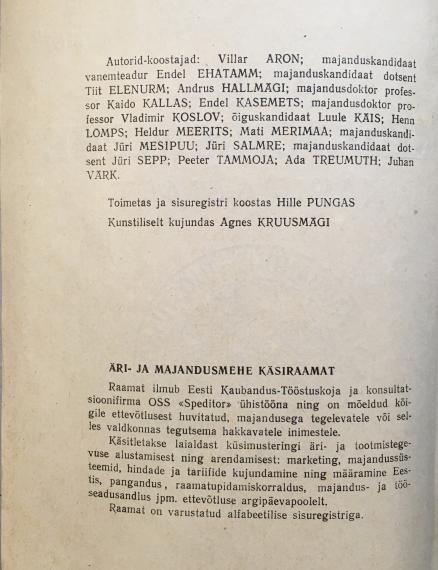 Autorid-koostajad: Villar ARON; majanduskandidaat
vanemteadur Endel EHATAMM; majanduskandidaat dotsent
Tiit ELENURM; Andrus HALLMÄGI; majandusdoktor profes-
sor Kaido KALLAS; Endel KASEMETS; majandusdoktor pro-
fessor Vladimir KOSLOV; õiguskandidaat Luule KÄIS; Henn
LOMPS; Heldur MEERITS; Mati MERIMAA; majanduskandi-
daat Jüri MESIPUU; Jüri SALMRE; majanduskandidaat dot-
sent Jüri SEPP; Peeter TAMMOJA; Ada TREUMUTH; Juhan
VÄRK.
Toimetas ja sisuregistri koostas Hille PUNGAS
Kunstiliselt kujundas Agnes KRUUSMÄGI
ÄRI- JA MAJANDUSMEHE KÄSIRAAMAT
Raamat ilmub Eesti Kaubandus-Tööstuskoja ja konsultat-
sioonifirma OSS «Speditor» ühistööna ning on mõeldud kõi-
gile ettevõtlusest huvitatud, majandusega tegelevatele või sel-
les valdkonnas tegutsema hakkavatele inimestele.
Käsitletakse laialdast küsimusteringi äri- ja tootmistege-
vuse alustamisest ning arendamisest: marketing, majandussüs-
teemid, hindade ja tariifide kujundamine ning määramine Ees-
tis, pangandus, raamatupidamiskorraldus, majandus- ja töö-
seadusandlus jpm. ettevõtluse argipäevapoolelt.
Raamat on varustatud alfabeetilise sisuregistriga.